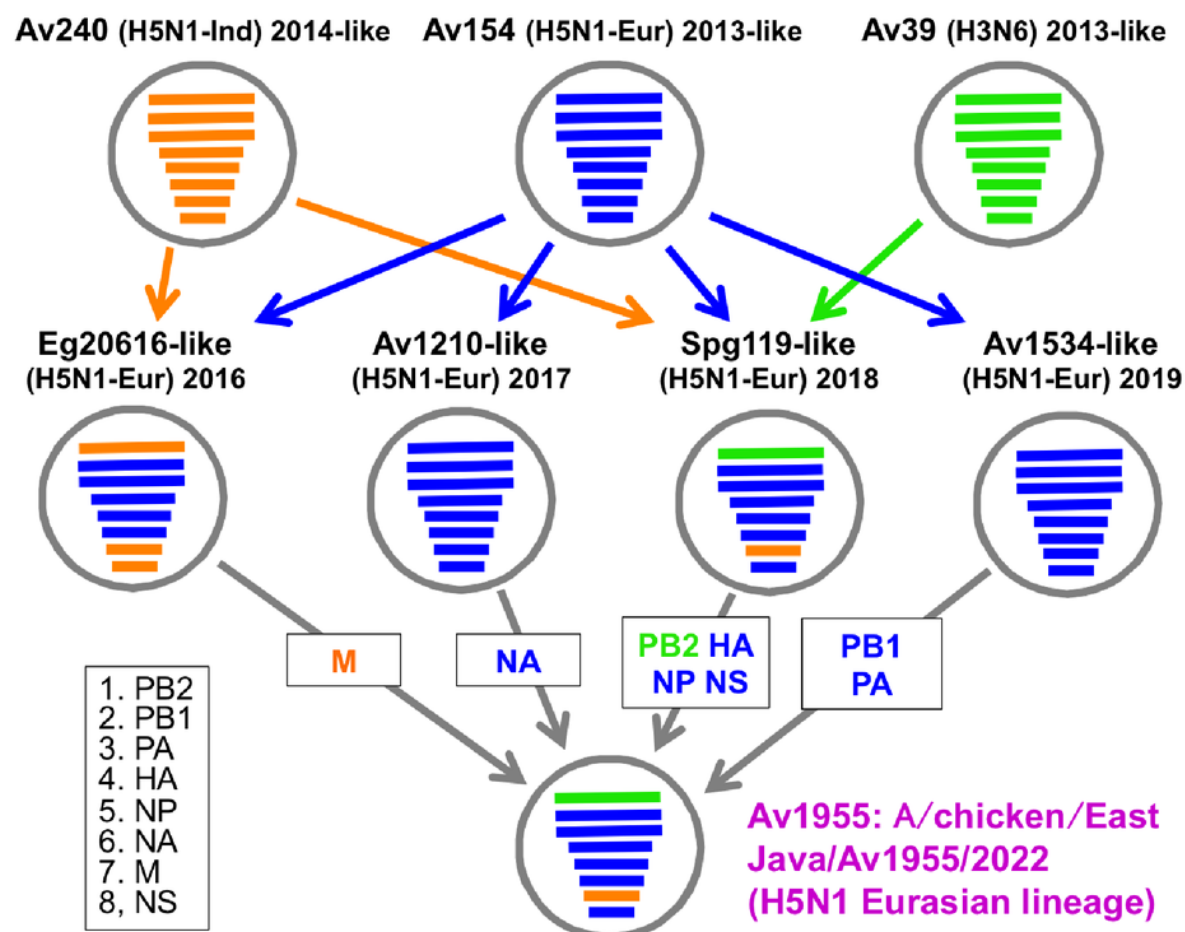 Av240 (H5N1-Ind) 2014-like
Av154 (H5N1-Eur) 2013-like
Av39 (H3N6) 2013-like
Eg20616-like
(H5N1-Eur) 2016
Av1210-like
(H5N1-Eur) 2017
Spg119-like
(H5N1-Eur) 2018
Av1534-like
(H5N1-Eur) 2019
M
NA
PB2 HA
NP NS
PB1
PA
1. PB2
2. PB1
3. PA
4. HA
5. NP
6. NA
7. M
8, NS
Av1955: A/chicken/East
Java/Av1955/2022
(H5N1 Eurasian lineage)